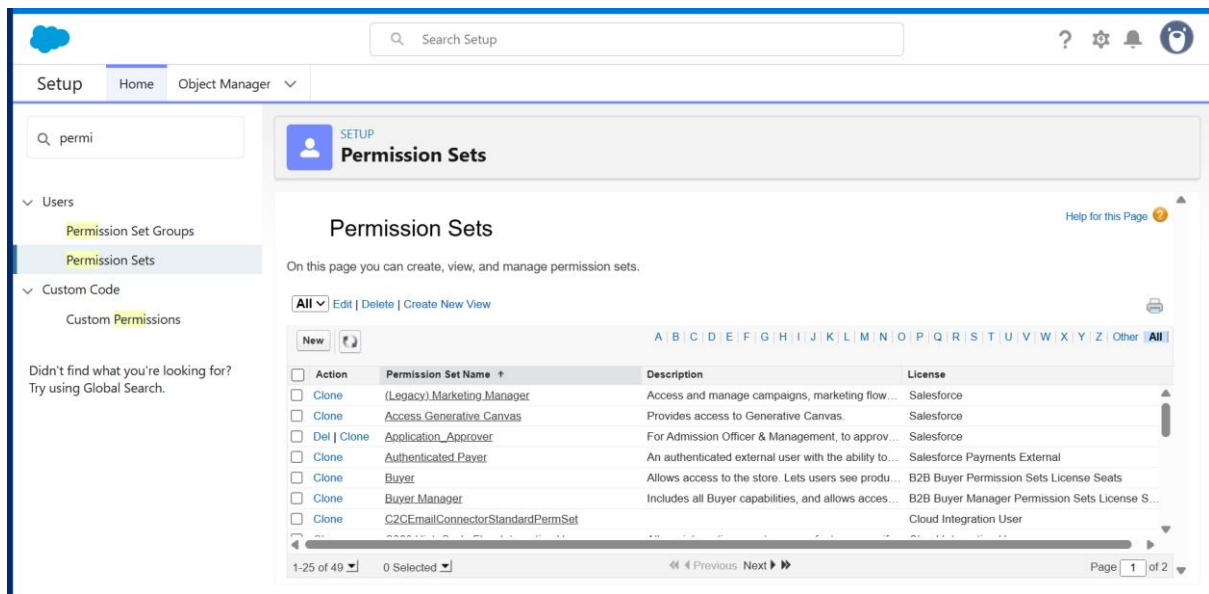 Search Setup
Setup Home Object Manager
permi
SETUP
Permission Sets
Users
Permission Set Groups
Permission Sets
Custom Code
Custom Permissions
Didn't find what you're looking for?
Try using Global Search.
Permission Sets
Help for this Page
On this page you can create, view, and manage permission sets.
All Edit | Delete | Create New View
New A | B | C | D | E | F | G | H | I | J | K | L | M | N | O | P | Q | R | S | T | U | V | W | X | Y | Z | Other All
Action Permission Set Name Description License
Clone (Legacy) Marketing Manager Access and manage campaigns, marketing flow... Salesforce
Clone Access Generative Canvas Provides access to Generative Canvas. Salesforce
Del | Clone Application_Approver For Admission Officer & Management, to approv... Salesforce
Clone Authenticated Payer An authenticated external user with the ability to... Salesforce Payments External
Clone Buyer Allows access to the store. Lets users see produ... B2B Buyer Permission Sets License Seats
Clone Buyer Manager Includes all Buyer capabilities, and allows acces... B2B Buyer Manager Permission Sets License S...
Clone C2CEmailConnectorStandardPermSet Cloud Integration User
1-25 of 49 0 Selected Previous Next Page 1 of 2